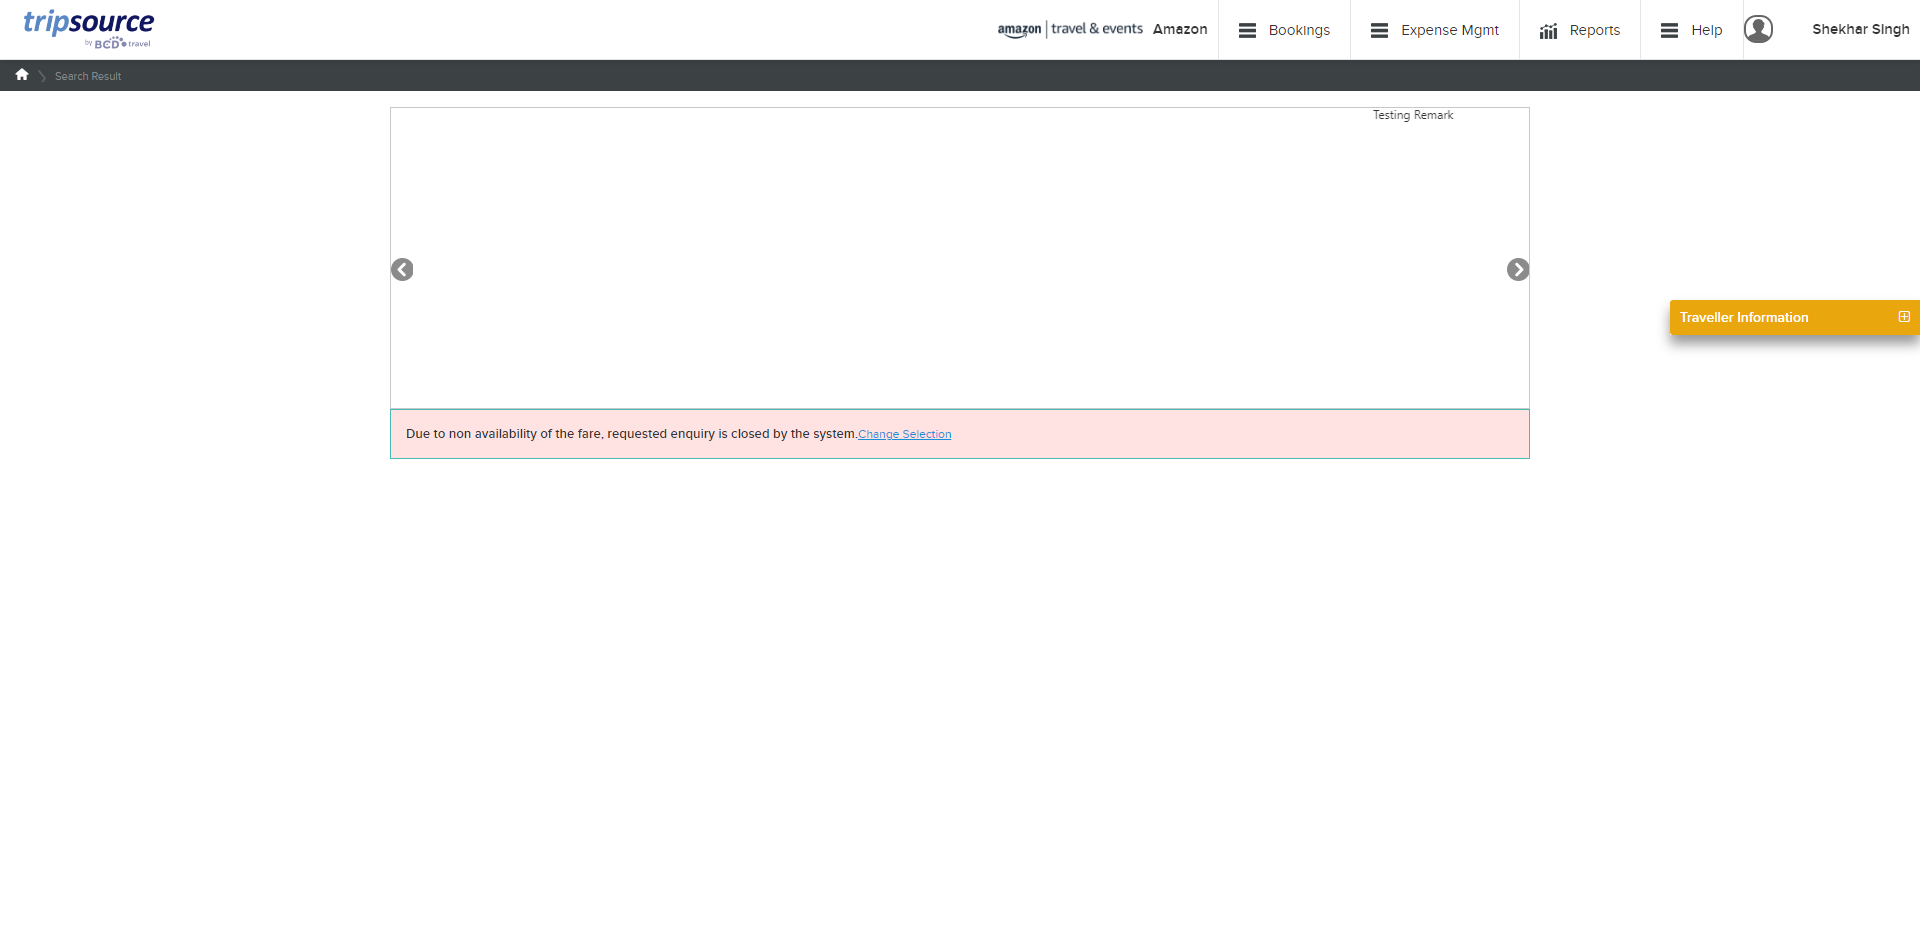 tripsource
by BCD travel
amazon | travel & events Amazon Bookings Expense Mgmt Reports Help Shekhar Singh
Search Result
Testing Remark
Traveller Information
Due to non availability of the fare, requested enquiry is closed by the system.Change Selection